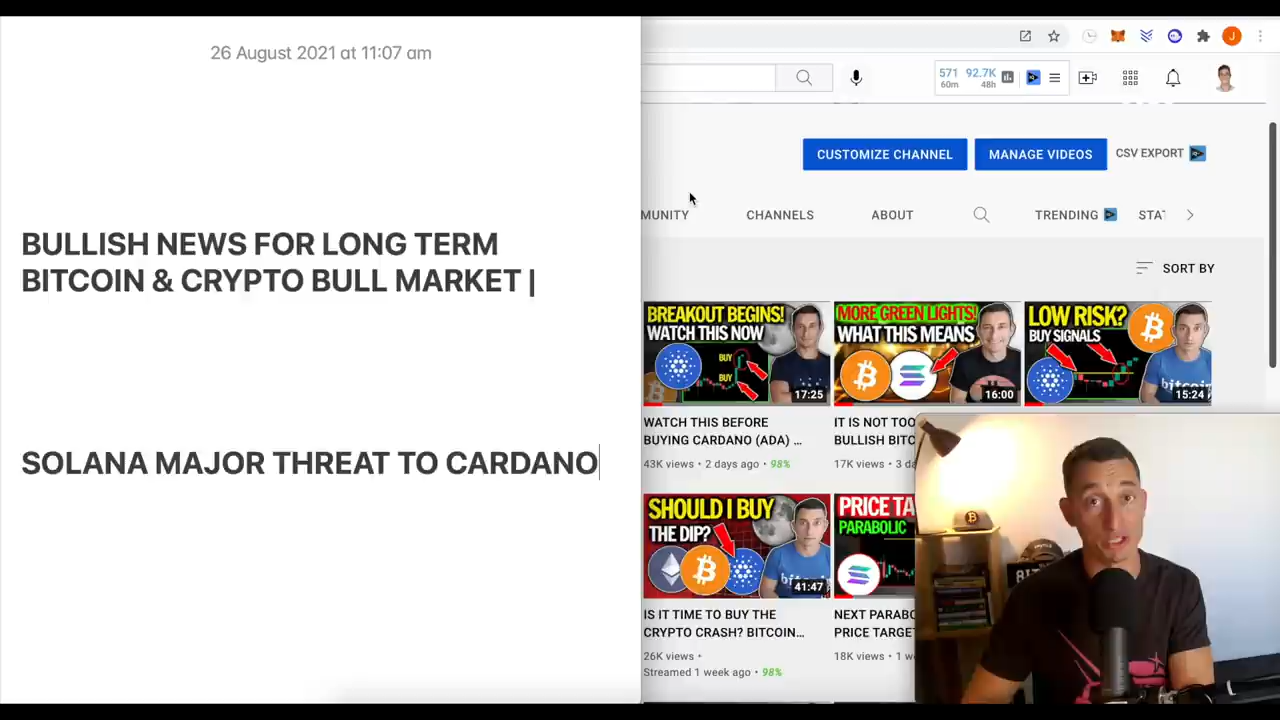 26 August 2021 at 11:07 am
BULLISH NEWS FOR LONG TERM
BITCOIN & CRYPTO BULL MARKET |
SOLANA MAJOR THREAT TO CARDANO
J
571 92.7K
60m 48h
CUSTOMIZE CHANNEL
MANAGE VIDEOS
CSV EXPORT
MUNITY
CHANNELS
ABOUT
TRENDING
STAT
SORT BY
BREAKOUT BEGINS!
WATCH THIS NOW
BUY
BUY
17:25
WATCH THIS BEFORE
BUYING CARDANO (ADA) ...
43K views • 2 days ago • 98%
MORE GREEN LIGHTS!
WHAT THIS MEANS
16:00
IT IS NOT TOO
BULLISH BITC
17K views • 3 da
LOW RISK?
BUY SIGNALS
bitcoin
15:24
SHOULD I BUY
THE DIP?
41:47
IS IT TIME TO BUY THE
CRYPTO CRASH? BITCOIN...
26K views •
Streamed 1 week ago • 98%
PRICE TA
PARABOLIC
NEXT PARABO
PRICE TARGET
18K views • 1 w